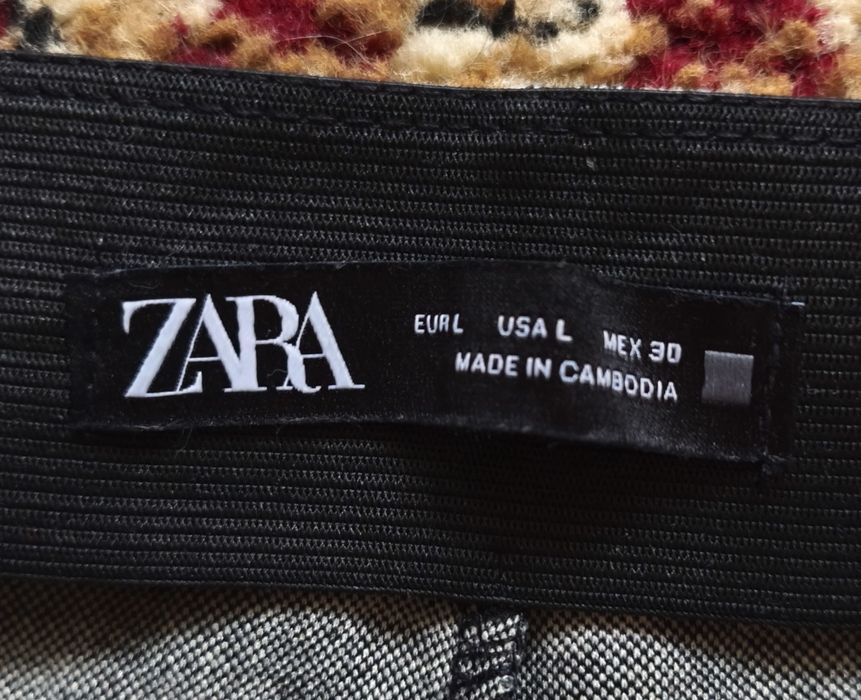 ZARA
EUR L USA L MEX 30
MADE IN CAMBODIA